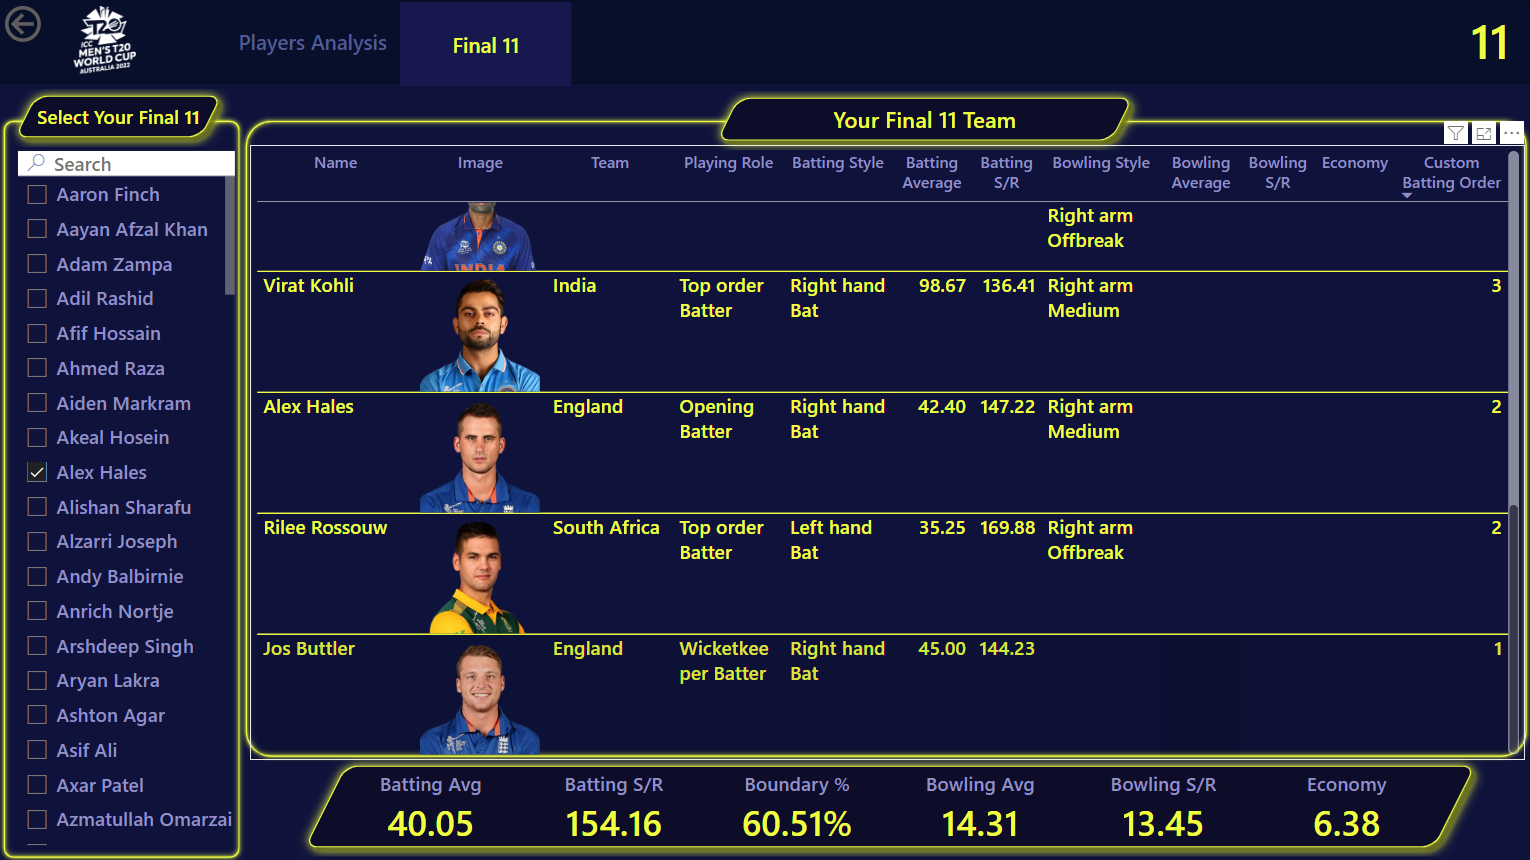 ICC
MEN'S T20
WORLD CUP
AUSTRALIA 2022
Players Analysis
Final 11
11
Select Your Final 11
Search
Aaron Finch
Aayan Afzal Khan
Adam Zampa
Adil Rashid
Afif Hossain
Ahmed Raza
Aiden Markram
Akeal Hosein
Alex Hales
Alishan Sharafu
Alzarri Joseph
Andy Balbirnie
Anrich Nortje
Arshdeep Singh
Aryan Lakra
Ashton Agar
Asif Ali
Axar Patel
Azmatullah Omarzai
Your Final 11 Team
Name Image Team Playing Role Batting Style Batting Average Batting S/R Bowling Style Bowling Average Bowling S/R Economy Custom Batting Order
Right arm
Offbreak
INDIA
Virat Kohli India Top order Right hand 98.67 136.41 Right arm 3
Batter Bat Medium
Alex Hales England Opening Right hand 42.40 147.22 Right arm 2
Batter Bat Medium
Rilee Rossouw South Africa Top order Left hand 35.25 169.88 Right arm 2
Batter Bat Offbreak
Jos Buttler England Wicketkee Right hand 45.00 144.23 1
per Batter Bat
Batting Avg Batting S/R Boundary % Bowling Avg Bowling S/R Economy
40.05 154.16 60.51% 14.31 13.45 6.38